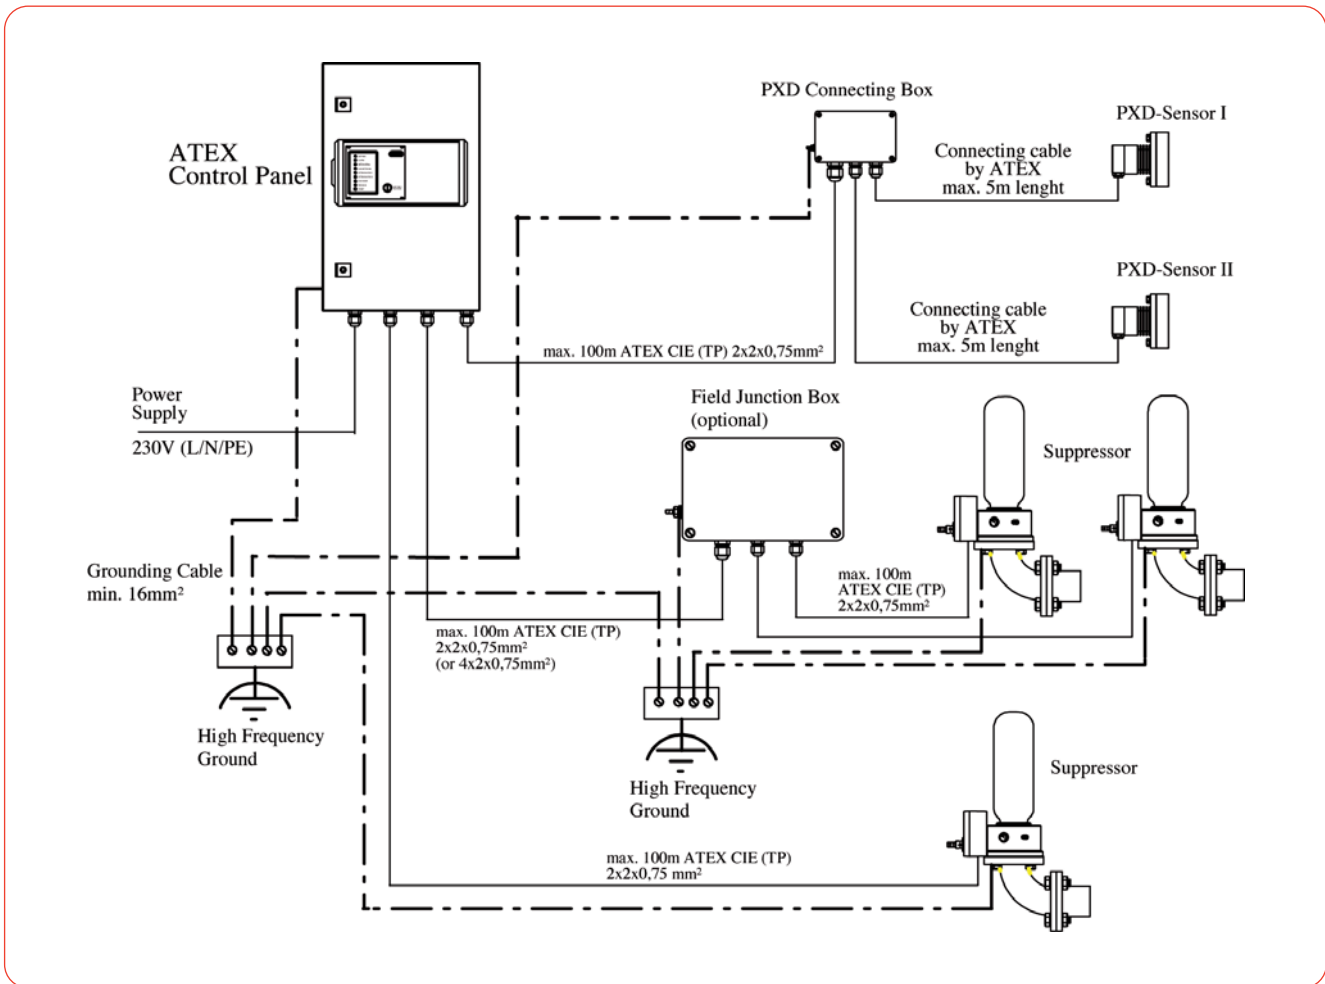 PXD Connecting Box
PXD-Sensor I
ATEX
Control Panel
Connecting cable
by ATEX
max. 5m lenght
PXD-Sensor II
Connecting cable
by ATEX
max. 5m lenght
max. 100m ATEX CIE (TP) 2x2x0,75mm²
Power
Supply
230V (L/N/PE)
Field Junction Box
(optional)
Suppressor
Grounding Cable
min. 16mm²
max. 100m
ATEX CIE (TP)
2x2x0,75mm²
max. 100m ATEX CIE (TP)
2x2x0,75mm²
(or 4x2x0,75mm²)
High Frequency
Ground
High Frequency
Ground
Suppressor
max. 100m ATEX CIE (TP)
2x2x0,75 mm²